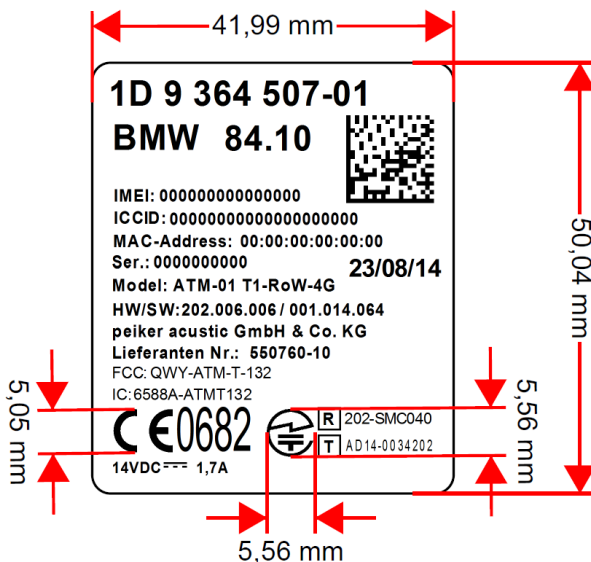 41,99 mm
1D 9 364 507-01
BMW 84.10
IMEI: 000000000000000
ICCID: 00000000000000000000
MAC-Address: 00:00:00:00:00:00
Ser.: 0000000000
23/08/14
Model: ATM-01 T1-RoW-4G
HW/SW:202.006.006 / 001.014.064
peiker acustic GmbH & Co. KG
Lieferanten Nr.: 550760-10
FCC: QWY-ATM-T-132
IC:6588A-ATMT132
CE0682
R 202-SMC040
T AD14-0034202
14VDC 1,7A
50,04 mm
5,05 mm
5,56 mm
5,56 mm